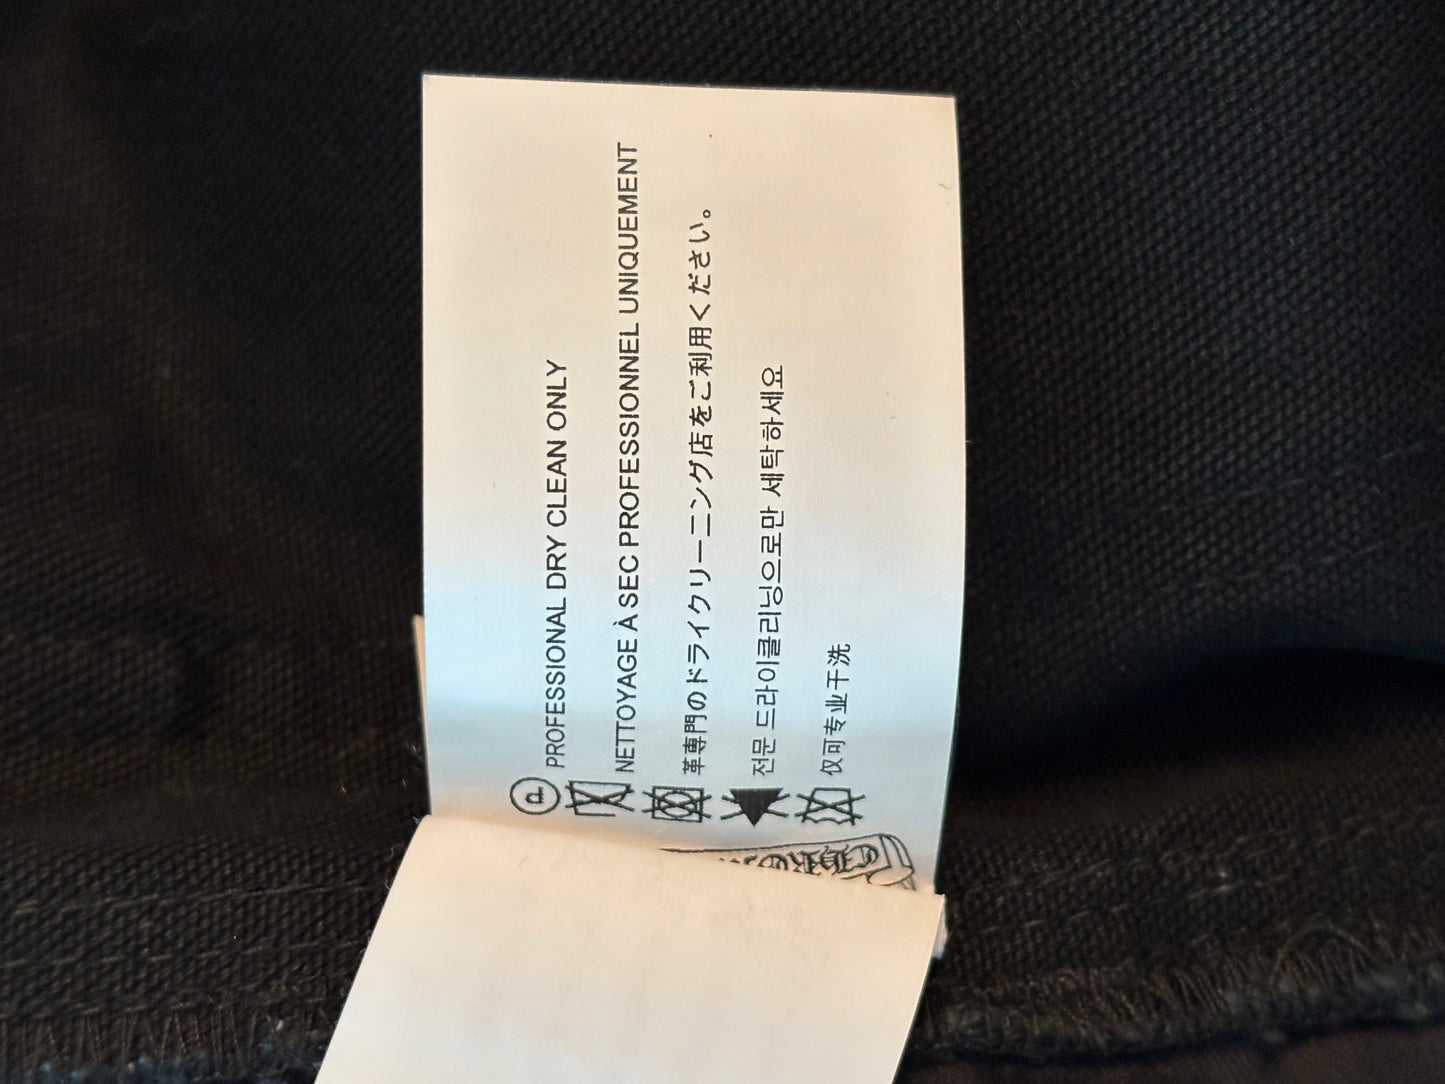 PROFESSIONAL DRY CLEAN ONLY
NETTOYAGE À SEC PROFESSIONNEL UNIQUEMENT
革専門のドライクリーニング店をご利用ください。
전문 드라이클리닝으로만 세탁하세요
仅可专业干洗